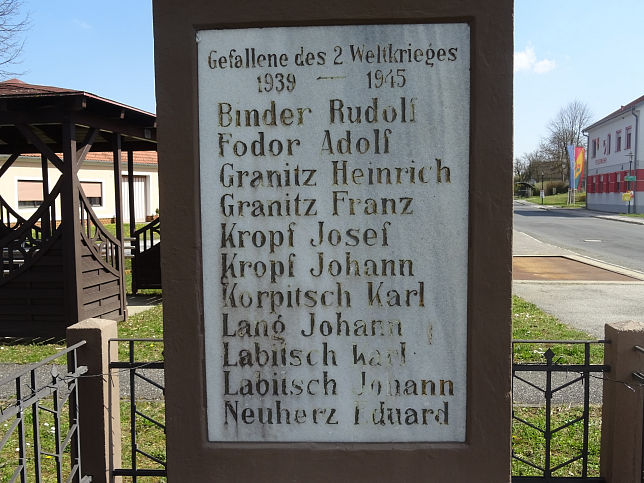 Gefallene des 2 Weltkrieges
1939 — 1945
Binder Rudolf
Fodor Adolf
Granitz Heinrich
Granitz Franz
Kropf Josef
Kropf Johann
Korpitsch Karl
Lang Johann
Labitsch Karl
Labitsch Johann
Neuherz Eduard